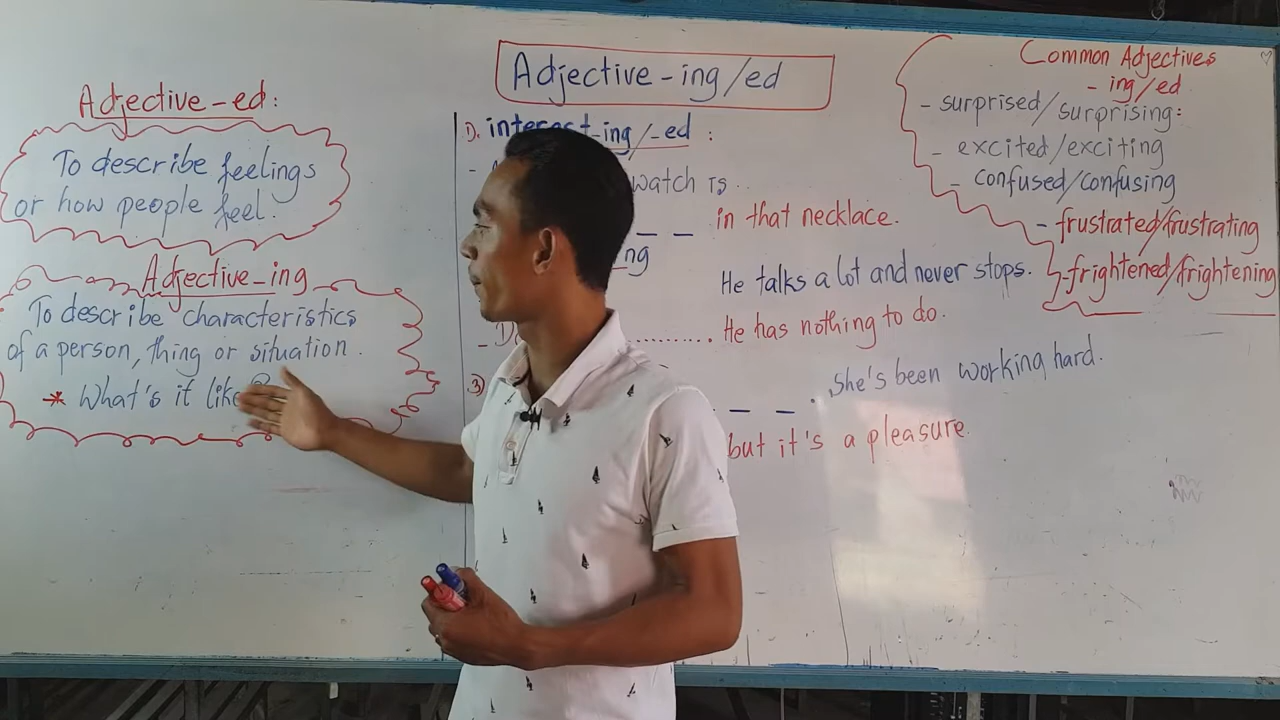 Adjective-ing/ed
Adjective-ed:
To describe feelings
or how people feel.
Adjective-ing
To describe characteristics
of a person, thing or situation.
* What's it like
1). interest-ing/-ed :
- watch is..
_ _ in that necklace.
ng
He talks a lot and never stops.
- ............ He has nothing to do.
3)
_ _ . She's been working hard.
but it's a pleasure.
Common Adjectives
- ing/ed
- surprised/surprising:
- excited/exciting
- confused/confusing
- frustrated/frustrating
- frightened/frightening